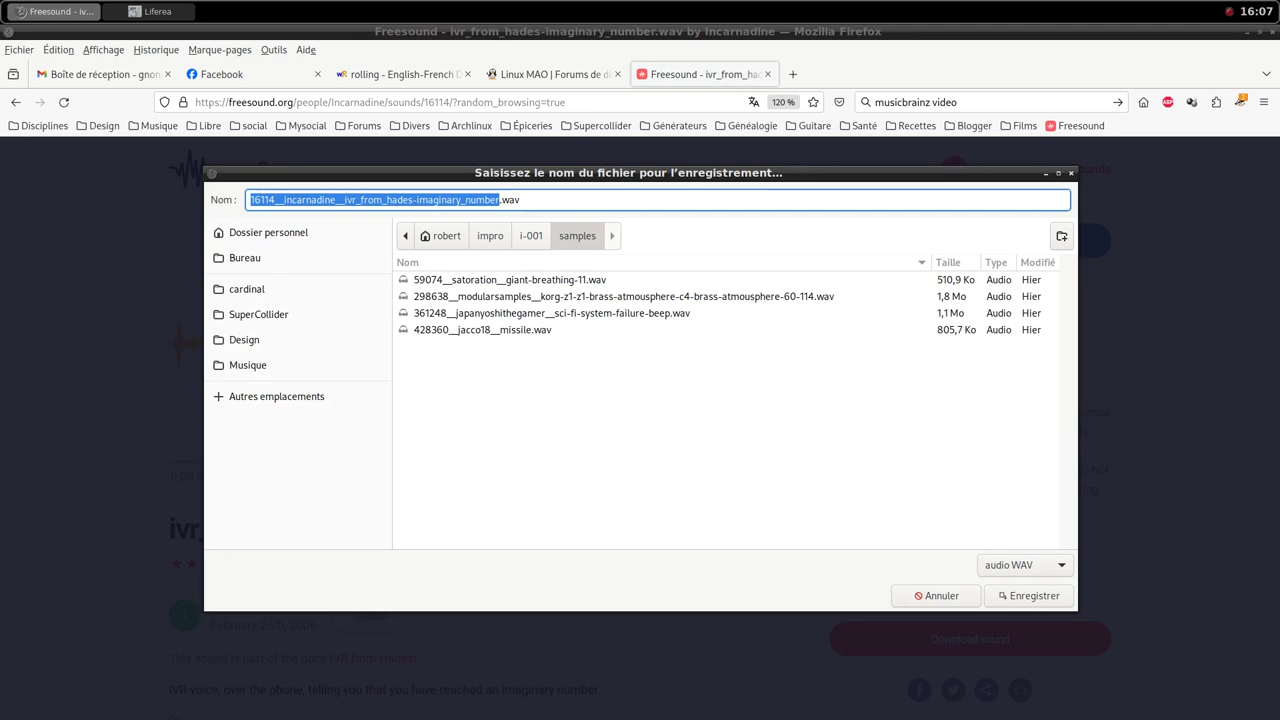 Freesound - iv...
Liferea
16:07
Freesound - ivr_from_hades-imaginary_number.wav by Incarnadine — Mozilla Firefox
Fichier Édition Affichage Historique Marque-pages Outils Aide
Boîte de réception - gnon
Facebook
rolling - English-French D
Linux MAO | Forums de di
Freesound - ivr_from_had
https://freesound.org/people/Incarnadine/sounds/16114/?random_browsing=true
120 %
musicbrainz video
ABP
2
Disciplines Design Musique Libre social Mysocial Forums Divers Archlinux Épiceries Supercollider Générateurs Généalogie Guitare Santé Recettes Blogger Films Freesound
Saisissez le nom du fichier pour l'enregistrement...
Nom :
16114__incarnadine__ivr_from_hades-imaginary_number.wav
Dossier personnel
Bureau
cardinal
SuperCollider
Design
Musique
Autres emplacements
robert impro i-001 samples
Nom Taille Type Modifié
59074__satoration__giant-breathing-11.wav 510,9 Ko Audio Hier
298638__modularsamples__korg-z1-z1-brass-atmousphere-c4-brass-atmousphere-60-114.wav 1,8 Mo Audio Hier
361248__japanyoshithegamer__sci-fi-system-failure-beep.wav 1,1 Mo Audio Hier
428360__jacco18__missile.wav 805,7 Ko Audio Hier
audio WAV
Annuler Enregistrer
ivr_
February 26th, 2006
Download sound
This sound is part of the pack IVR from Hades!
IVR voice, over the phone, telling you that you have reached an imaginary number.